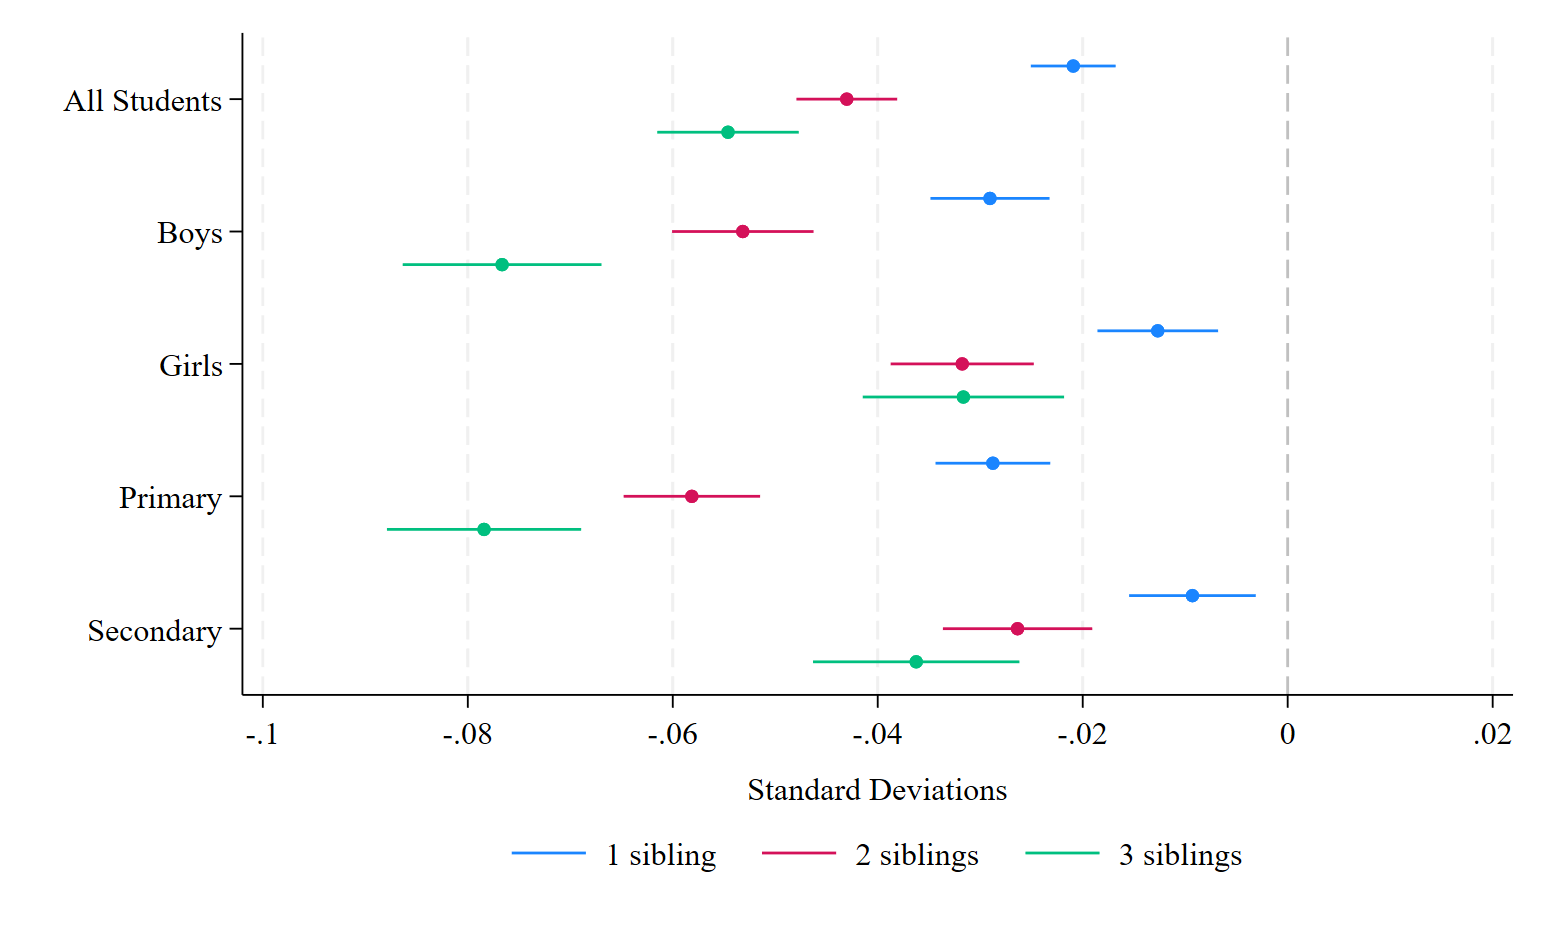 All Students
Boys
Girls
Primary
Secondary
-.1 -.08 -.06 -.04 -.02 0 .02
Standard Deviations
1 sibling 2 siblings 3 siblings